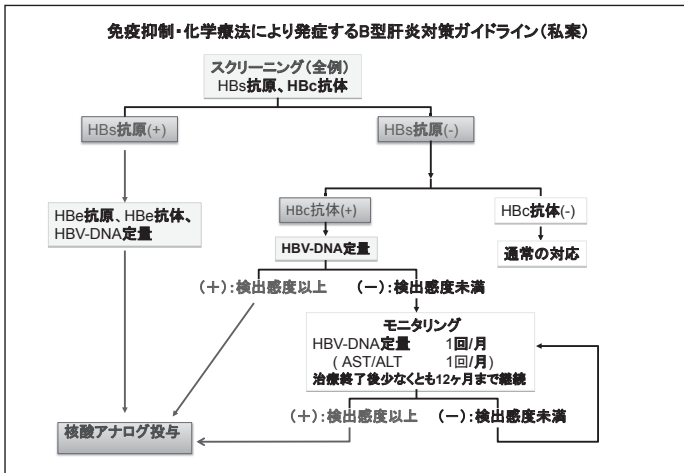 免疫抑制・化学療法により発症するB型肝炎対策ガイドライン（私案）
スクリーニング（全例）
HBs抗原、HBc抗体
HBs抗原(+)
HBs抗原(-)
HBe抗原、HBe抗体、
HBV-DNA定量
HBc抗体(+)
HBc抗体(-)
HBV-DNA定量
通常の対応
（＋）：検出感度以上
（－）：検出感度未満
モニタリング
HBV-DNA定量 1回/月
( AST/ALT 1回/月)
治療終了後少なくとも12ヶ月まで継続
（＋）：検出感度以上
（－）：検出感度未満
核酸アナログ投与